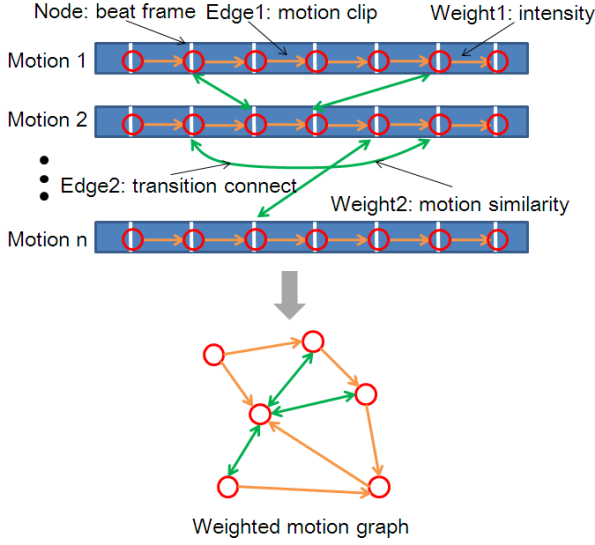 Node: beat frame
Edge1: motion clip
Weight1: intensity
Motion 1
Motion 2
Edge2: transition connect
Weight2: motion similarity
Motion n
Weighted motion graph